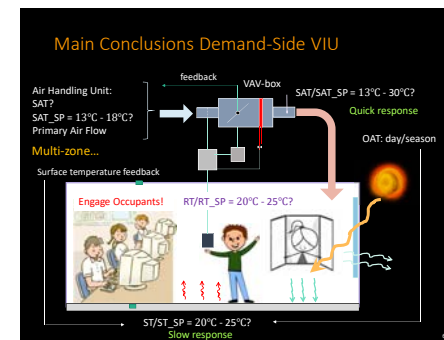 Main Conclusions Demand-Side VIU
feedback
VAV-box
Air Handling Unit:
SAT?
SAT_SP = 13°C - 18°C?
Primary Air Flow
SAT/SAT_SP = 13°C - 30°C?
Quick response
OAT: day/season
Multi-zone...
Surface temperature feedback
Engage Occupants!
RT/RT_SP = 20°C - 25°C?
ST/ST_SP = 20°C - 25°C?
Slow response